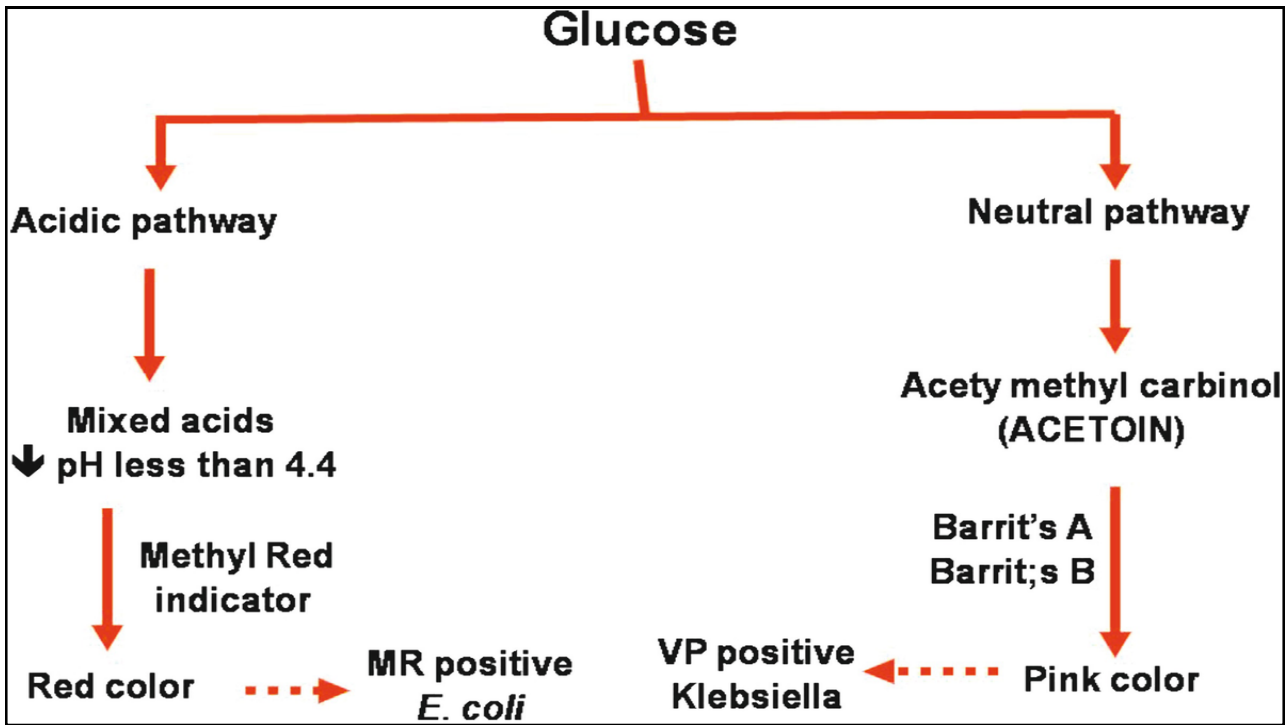 Glucose
Acidic pathway
Neutral pathway
Mixed acids
pH less than 4.4
Acety methyl carbinol
(ACETOIN)
Methyl Red
indicator
Barrit's A
Barrit;s B
Red color
MR positive
E. coli
VP positive
Klebsiella
Pink color